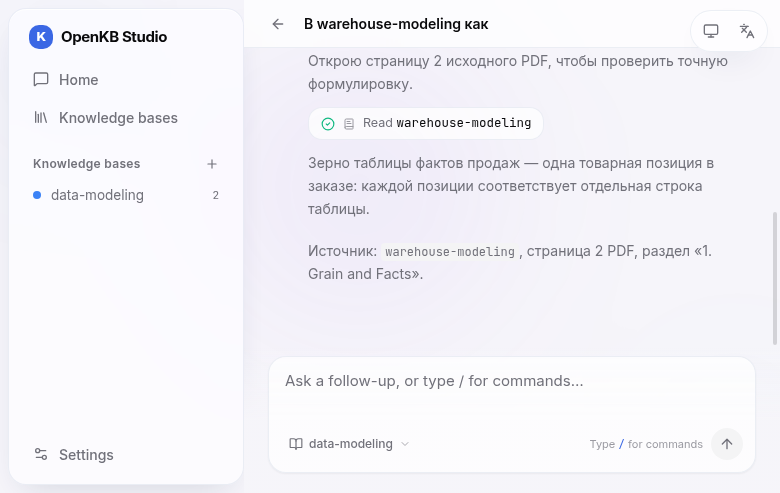 K OpenKB Studio
Home
Knowledge bases
Knowledge bases
data-modeling 2
Settings
В warehouse-modeling как
Открою страницу 2 исходного PDF, чтобы проверить точную
формулировку.
Read warehouse-modeling
Зерно таблицы фактов продаж — одна товарная позиция в
заказе: каждой позиции соответствует отдельная строка
таблицы.
Источник: warehouse-modeling, страница 2 PDF, раздел «1.
Grain and Facts».
Ask a follow-up, or type / for commands…
data-modeling
Type / for commands